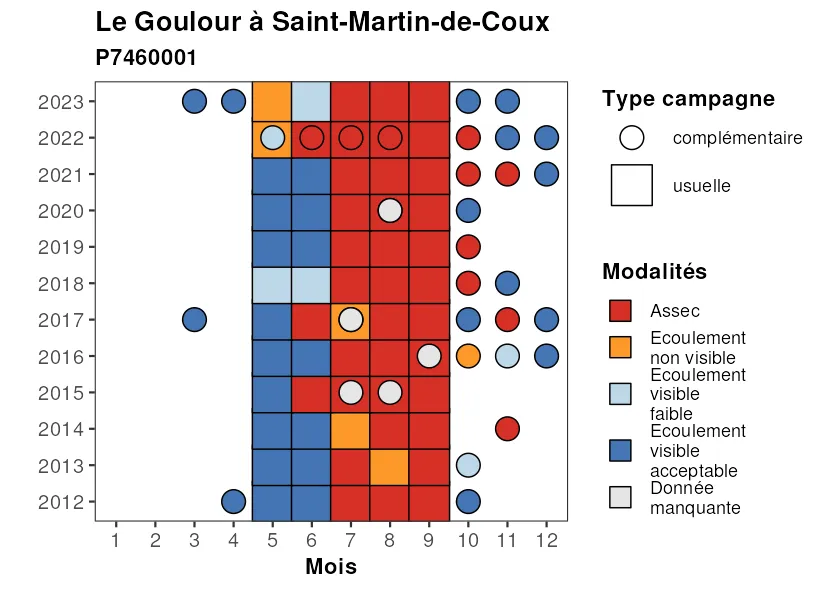 Le Goulour à Saint-Martin-de-Coux
P7460001
2023
2022
2021
2020
2019
2018
2017
2016
2015
2014
2013
2012
1 2 3 4 5 6 7 8 9 10 11 12
Mois
Type campagne
complémentaire
usuelle
Modalités
Assec
Ecoulement
non visible
Ecoulement
visible
faible
Ecoulement
visible
acceptable
Donnée
manquante